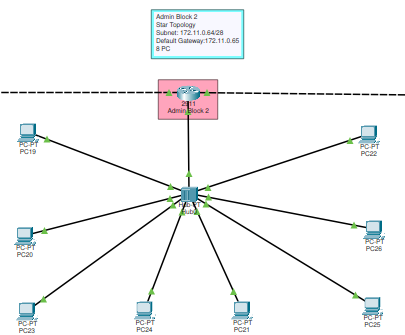 Admin Block 2
Star Topology
Subnet: 172.11.0.64/28
Default Gateway:172.11.0.65
8 PC
2911
Admin Block 2
PC-PT
PC19
PC-PT
PC22
Hub-PT
PC-PT
PC20
PC-PT
PC26
PC-PT
PC23
PC-PT
PC24
PC-PT
PC21
PC-PT
PC25